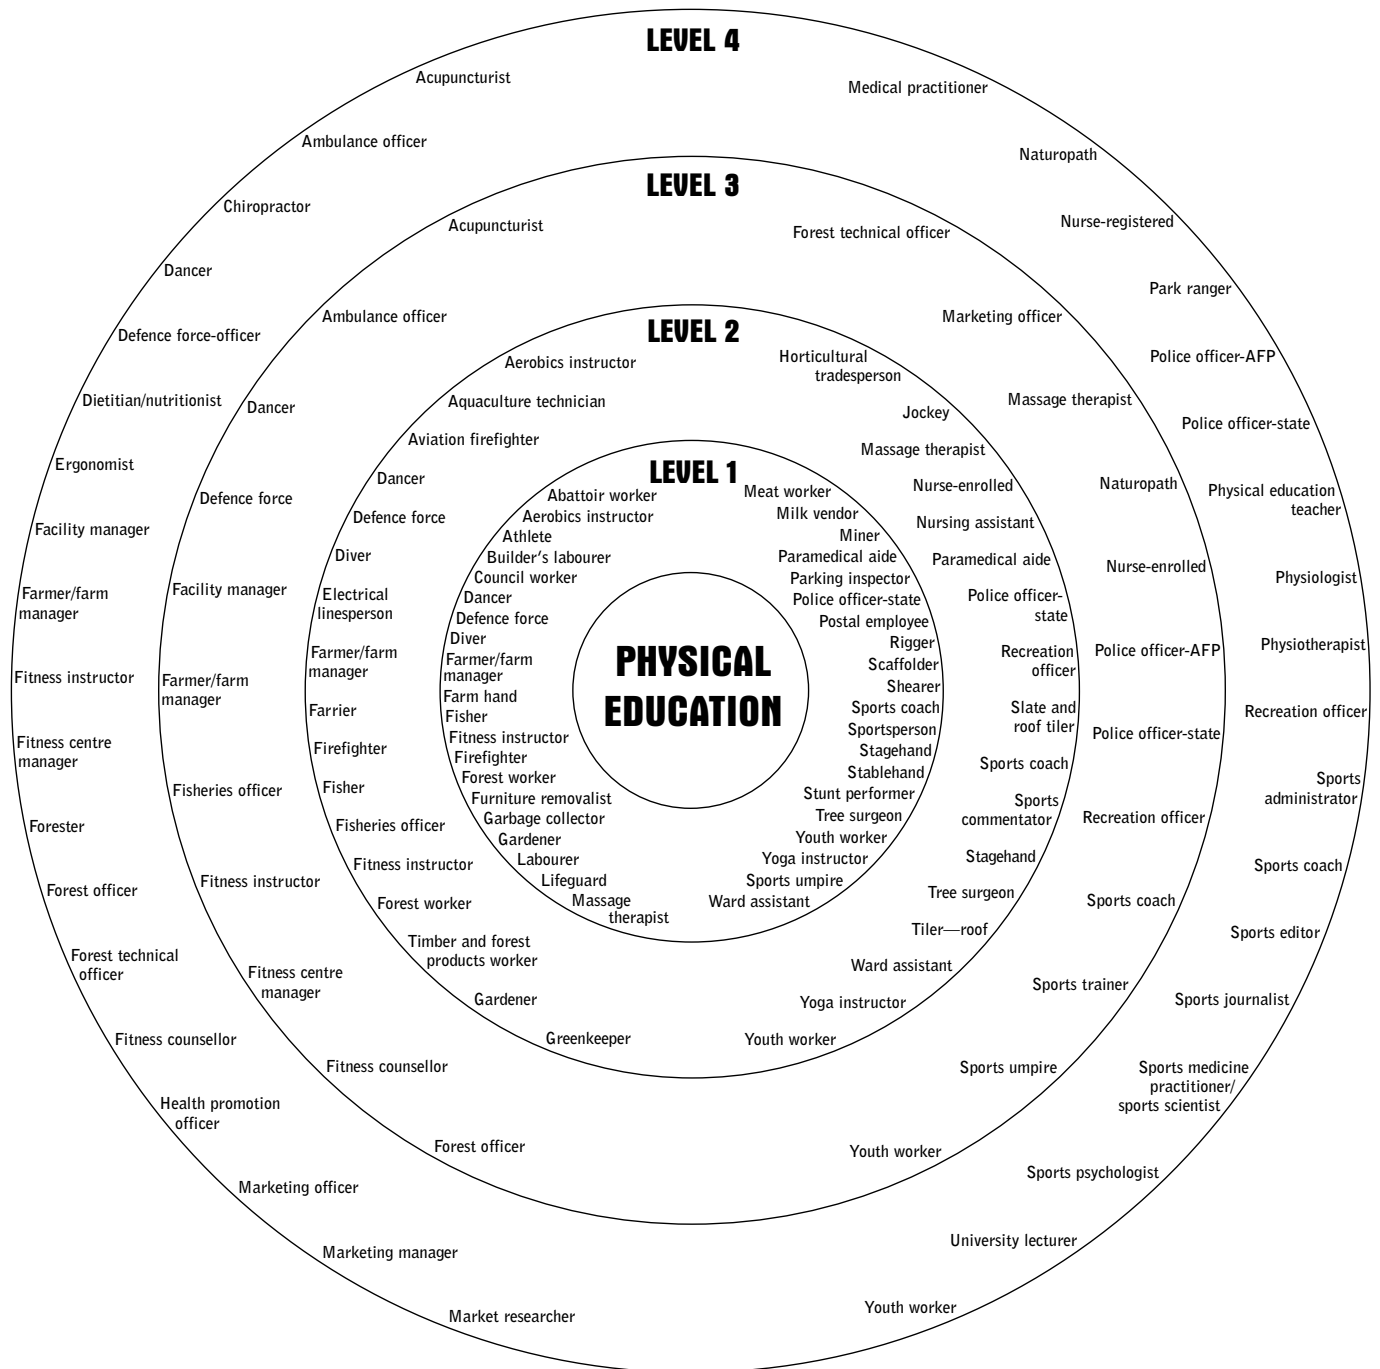 LEVEL 4
Acupuncturist
Ambulance officer
Chiropractor
Dancer
Defence force-officer
Dietitian/nutritionist
Ergonomist
Facility manager
Farmer/farm
manager
Fitness instructor
Fitness centre
manager
Forester
Forest officer
Forest technical
officer
Fitness counsellor
Health promotion
officer
Marketing officer
Marketing manager
Market researcher
Medical practitioner
Naturopath
Nurse-registered
Park ranger
Police officer-AFP
Police officer-state
Physical education
teacher
Physiologist
Physiotherapist
Recreation officer
Sports
administrator
Sports coach
Sports editor
Sports journalist
Sports medicine
practitioner/
sports scientist
Sports psychologist
University lecturer
Youth worker
LEVEL 3
Acupuncturist
Ambulance officer
Dancer
Defence force
Facility manager
Farmer/farm
manager
Fisheries officer
Fitness instructor
Fitness centre
manager
Fitness counsellor
Forest officer
Forest technical officer
Marketing officer
Massage therapist
Naturopath
Nurse-enrolled
Police officer-AFP
Police officer-state
Recreation officer
Sports coach
Sports trainer
Sports umpire
Youth worker
LEVEL 2
Aerobics instructor
Aquaculture technician
Aviation firefighter
Dancer
Defence force
Diver
Electrical
linesperson
Farmer/farm
manager
Farrier
Firefighter
Fisher
Fisheries officer
Fitness instructor
Forest worker
Timber and forest
products worker
Gardener
Greenkeeper
Horticultural
tradesperson
Jockey
Massage therapist
Nurse-enrolled
Nursing assistant
Paramedical aide
Police officer-
state
Recreation
officer
Slate and
roof tiler
Sports coach
Sports
commentator
Stagehand
Tree surgeon
Tiler—roof
Ward assistant
Yoga instructor
Youth worker
LEVEL 1
Abattoir worker
Aerobics instructor
Athlete
Builder's labourer
Council worker
Dancer
Defence force
Diver
Farmer/farm
manager
Farm hand
Fisher
Fitness instructor
Firefighter
Forest worker
Furniture removalist
Garbage collector
Gardener
Labourer
Lifeguard
Massage
therapist
Meat worker
Milk vendor
Miner
Paramedical aide
Parking inspector
Police officer-state
Postal employee
Rigger
Scaffolder
Shearer
Sports coach
Sportsperson
Stagehand
Stablehand
Stunt performer
Tree surgeon
Youth worker
Yoga instructor
Sports umpire
Ward assistant
PHYSICAL
EDUCATION